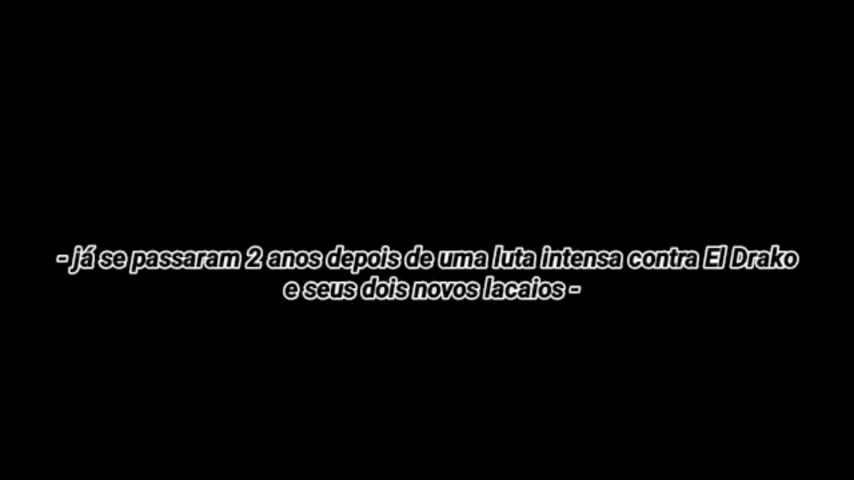 - já se passaram 2 anos depois de uma luta intensa contra El Drako
e seus dois novos lacaios -